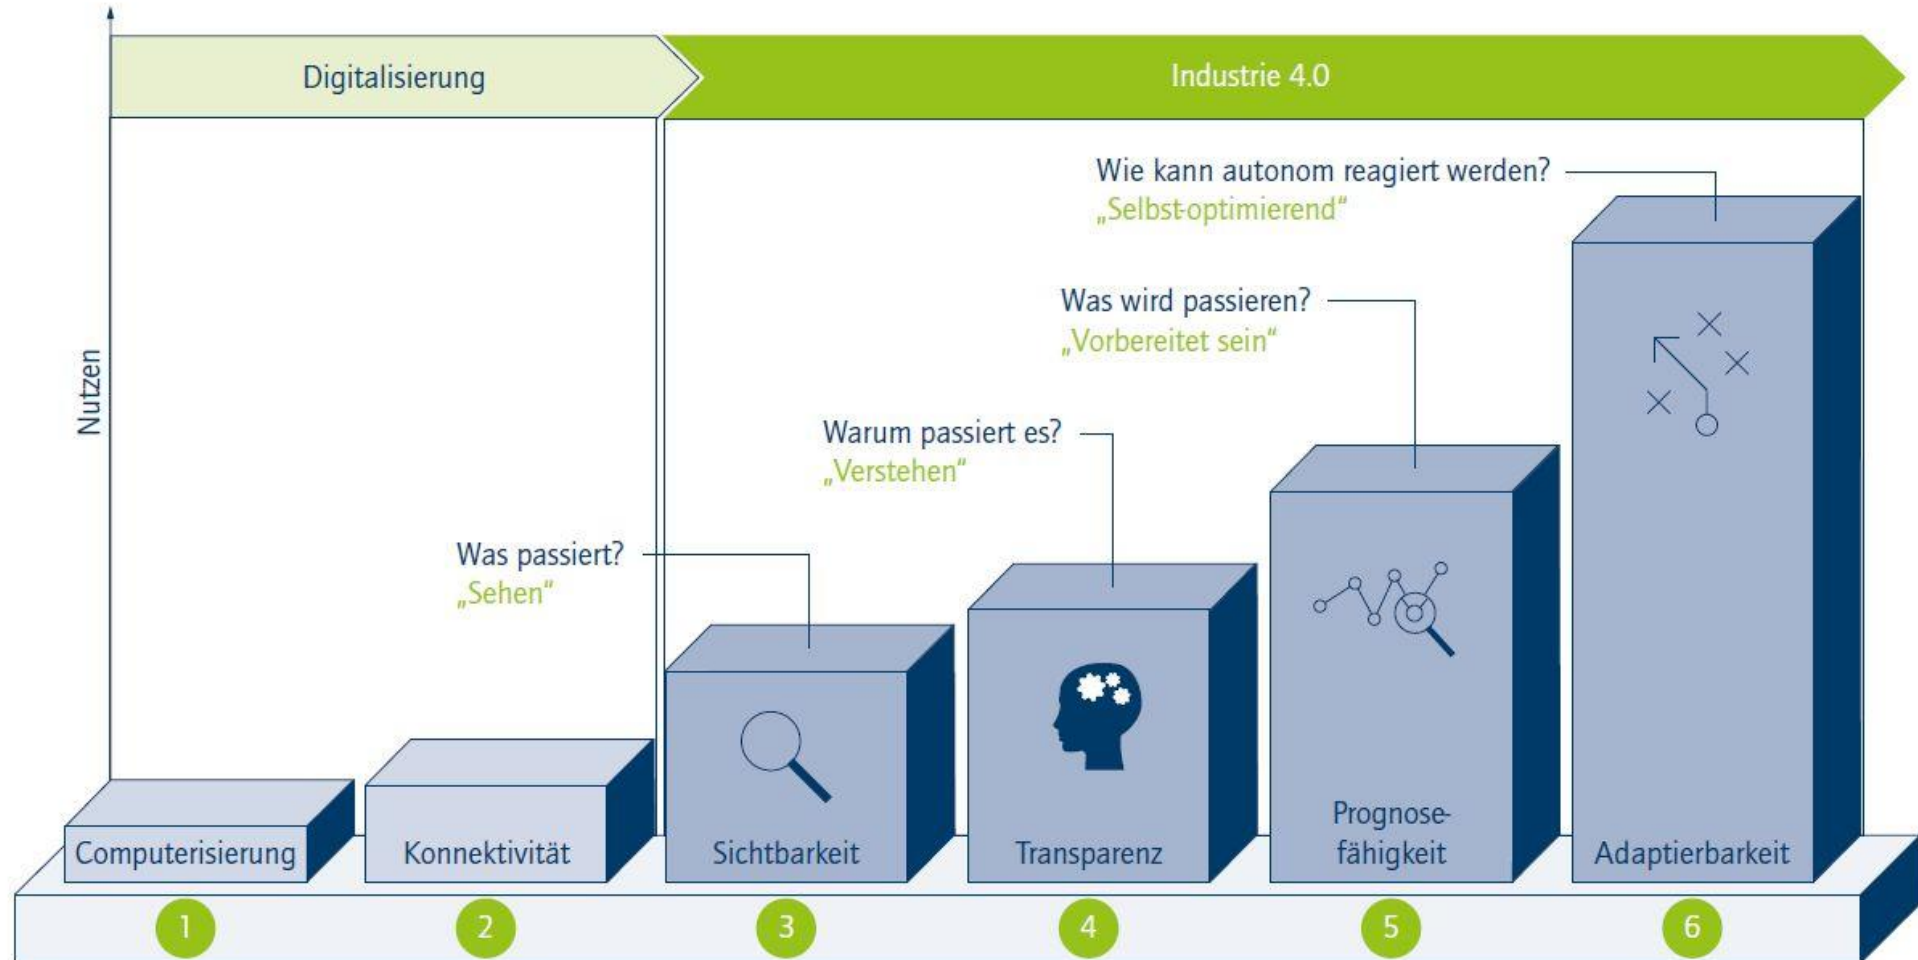 Digitalisierung
Industrie 4.0
Nutzen
Wie kann autonom reagiert werden?
„Selbst-optimierend“
Was wird passieren?
„Vorbereitet sein“
Warum passiert es?
„Verstehen“
Was passiert?
„Sehen“
Computerisierung
Konnektivität
Sichtbarkeit
Transparenz
Prognose-
fähigkeit
Adaptierbarkeit
1
2
3
4
5
6